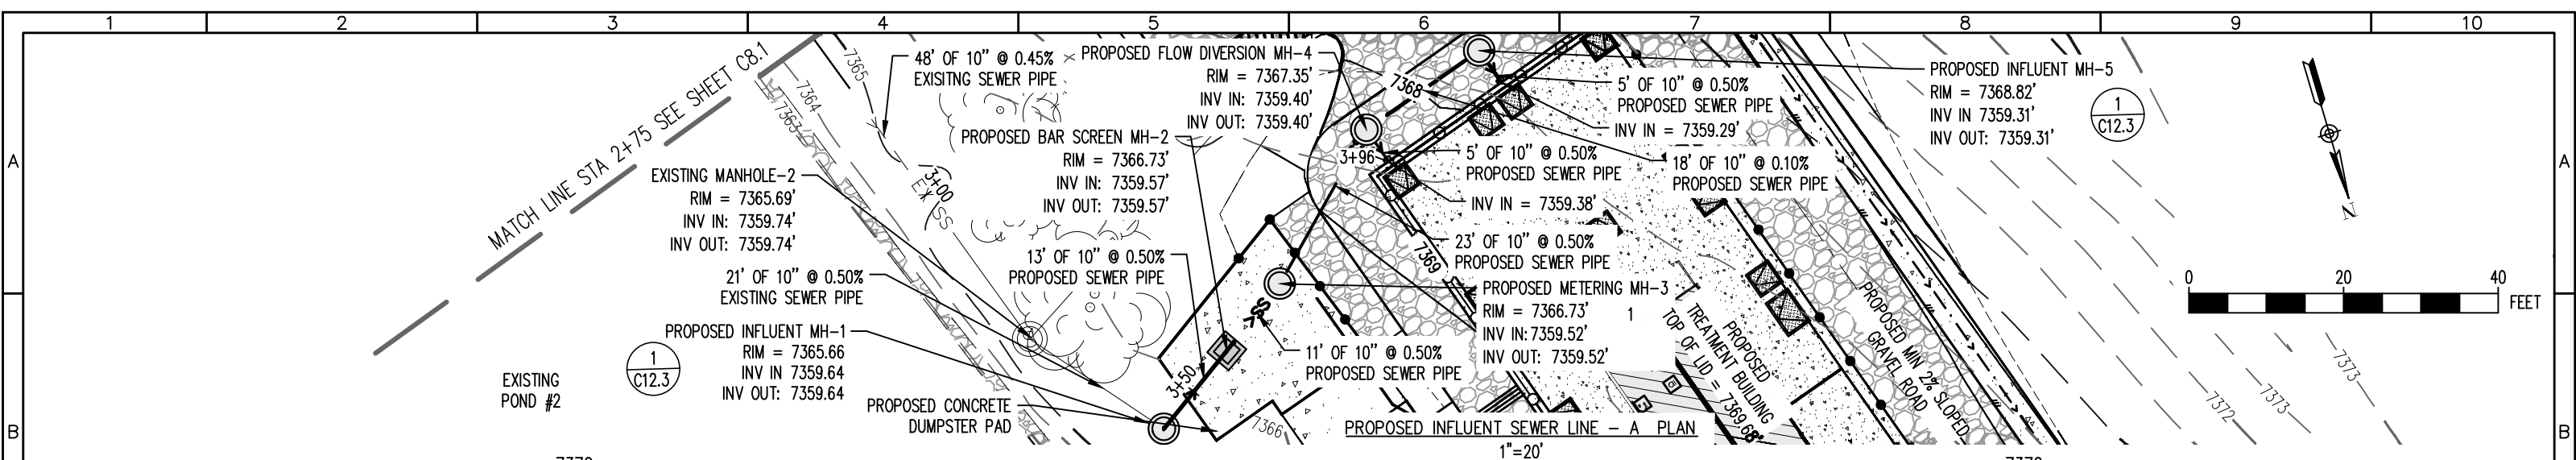 1
2
3
4
5
6
7
8
9
10
A
A
B
B
MATCH LINE STA 2+75 SEE SHEET C8.1
7365
7364
7363
48' OF 10" @ 0.45%
EXISITNG SEWER PIPE
EX SS
3+00
PROPOSED FLOW DIVERSION MH-4
RIM = 7367.35'
INV IN: 7359.40'
INV OUT: 7359.40'
PROPOSED BAR SCREEN MH-2
RIM = 7366.73'
INV IN: 7359.57'
INV OUT: 7359.57'
EXISTING MANHOLE-2
RIM = 7365.69'
INV IN: 7359.74'
INV OUT: 7359.74'
13' OF 10" @ 0.50%
PROPOSED SEWER PIPE
21' OF 10" @ 0.50%
EXISTING SEWER PIPE
PROPOSED INFLUENT MH-1
RIM = 7365.66
INV IN 7359.64
INV OUT: 7359.64
1
C12.3
EXISTING
POND #2
PROPOSED CONCRETE
DUMPSTER PAD
3+50
>SS
7366
7368
3+96
7369
5' OF 10" @ 0.50%
PROPOSED SEWER PIPE
INV IN = 7359.29'
5' OF 10" @ 0.50%
PROPOSED SEWER PIPE
INV IN = 7359.38'
18' OF 10" @ 0.10%
PROPOSED SEWER PIPE
23' OF 10" @ 0.50%
PROPOSED SEWER PIPE
PROPOSED METERING MH-3
RIM = 7366.73'
INV IN:7359.52'
INV OUT: 7359.52'
1
11' OF 10" @ 0.50%
PROPOSED SEWER PIPE
PROPOSED
TREATMENT BUILDING
TOP OF LID = 7369.68'
PROPOSED MIN 2% SLOPED
GRAVEL ROAD
PROPOSED INFLUENT MH-5
RIM = 7368.82'
INV IN 7359.31'
INV OUT: 7359.31'
1
C12.3
N
0
20
40
FEET
7373
7373
7372
PROPOSED INFLUENT SEWER LINE - A PLAN
1"=20'